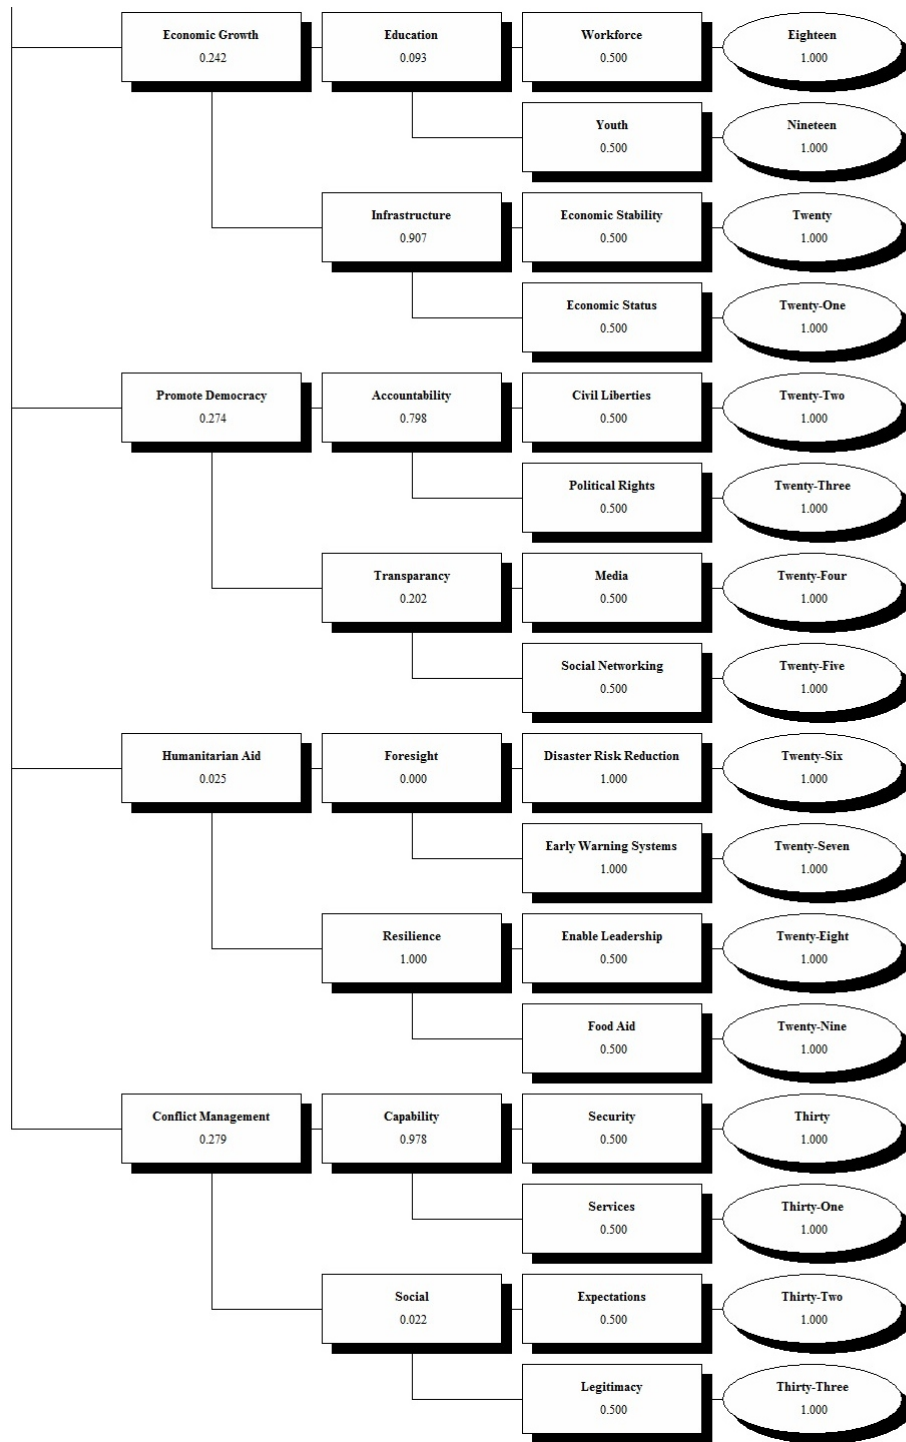 Economic Growth
0.242
Education
0.093
Workforce
0.500
Eighteen
1.000
Youth
0.500
Nineteen
1.000
Infrastructure
0.907
Economic Stability
0.500
Twenty
1.000
Economic Status
0.500
Twenty-One
1.000
Promote Democracy
0.274
Accountability
0.798
Civil Liberties
0.500
Twenty-Two
1.000
Political Rights
0.500
Twenty-Three
1.000
Transparancy
0.202
Media
0.500
Twenty-Four
1.000
Social Networking
0.500
Twenty-Five
1.000
Humanitarian Aid
0.025
Foresight
0.000
Disaster Risk Reduction
1.000
Twenty-Six
1.000
Early Warning Systems
1.000
Twenty-Seven
1.000
Resilience
1.000
Enable Leadership
0.500
Twenty-Eight
1.000
Food Aid
0.500
Twenty-Nine
1.000
Conflict Management
0.279
Capability
0.978
Security
0.500
Thirty
1.000
Services
0.500
Thirty-One
1.000
Social
0.022
Expectations
0.500
Thirty-Two
1.000
Legitimacy
0.500
Thirty-Three
1.000